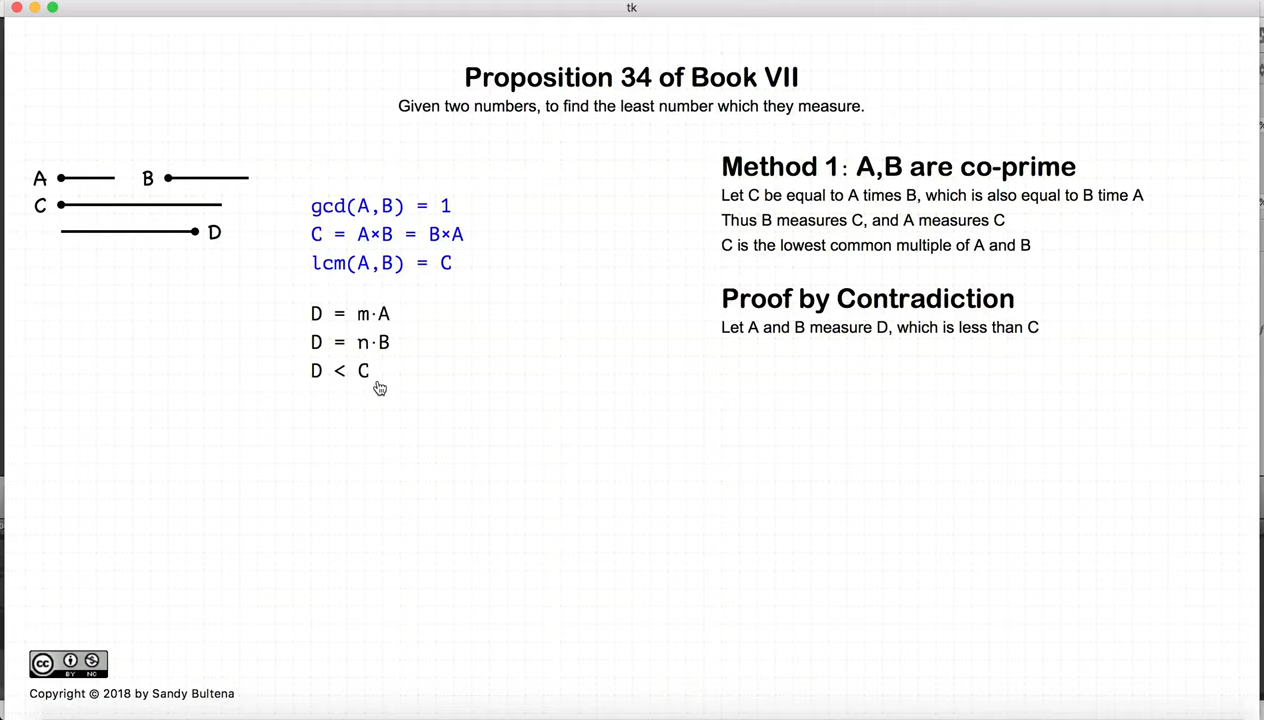 tk
Proposition 34 of Book VII
Given two numbers, to find the least number which they measure.
A
B
C
D
gcd(A,B) = 1
C = A×B = B×A
lcm(A,B) = C
D = m·A
D = n·B
D < C
Method 1: A,B are co-prime
Let C be equal to A times B, which is also equal to B time A
Thus B measures C, and A measures C
C is the lowest common multiple of A and B
Proof by Contradiction
Let A and B measure D, which is less than C
cc
BY NC
Copyright © 2018 by Sandy Bultena